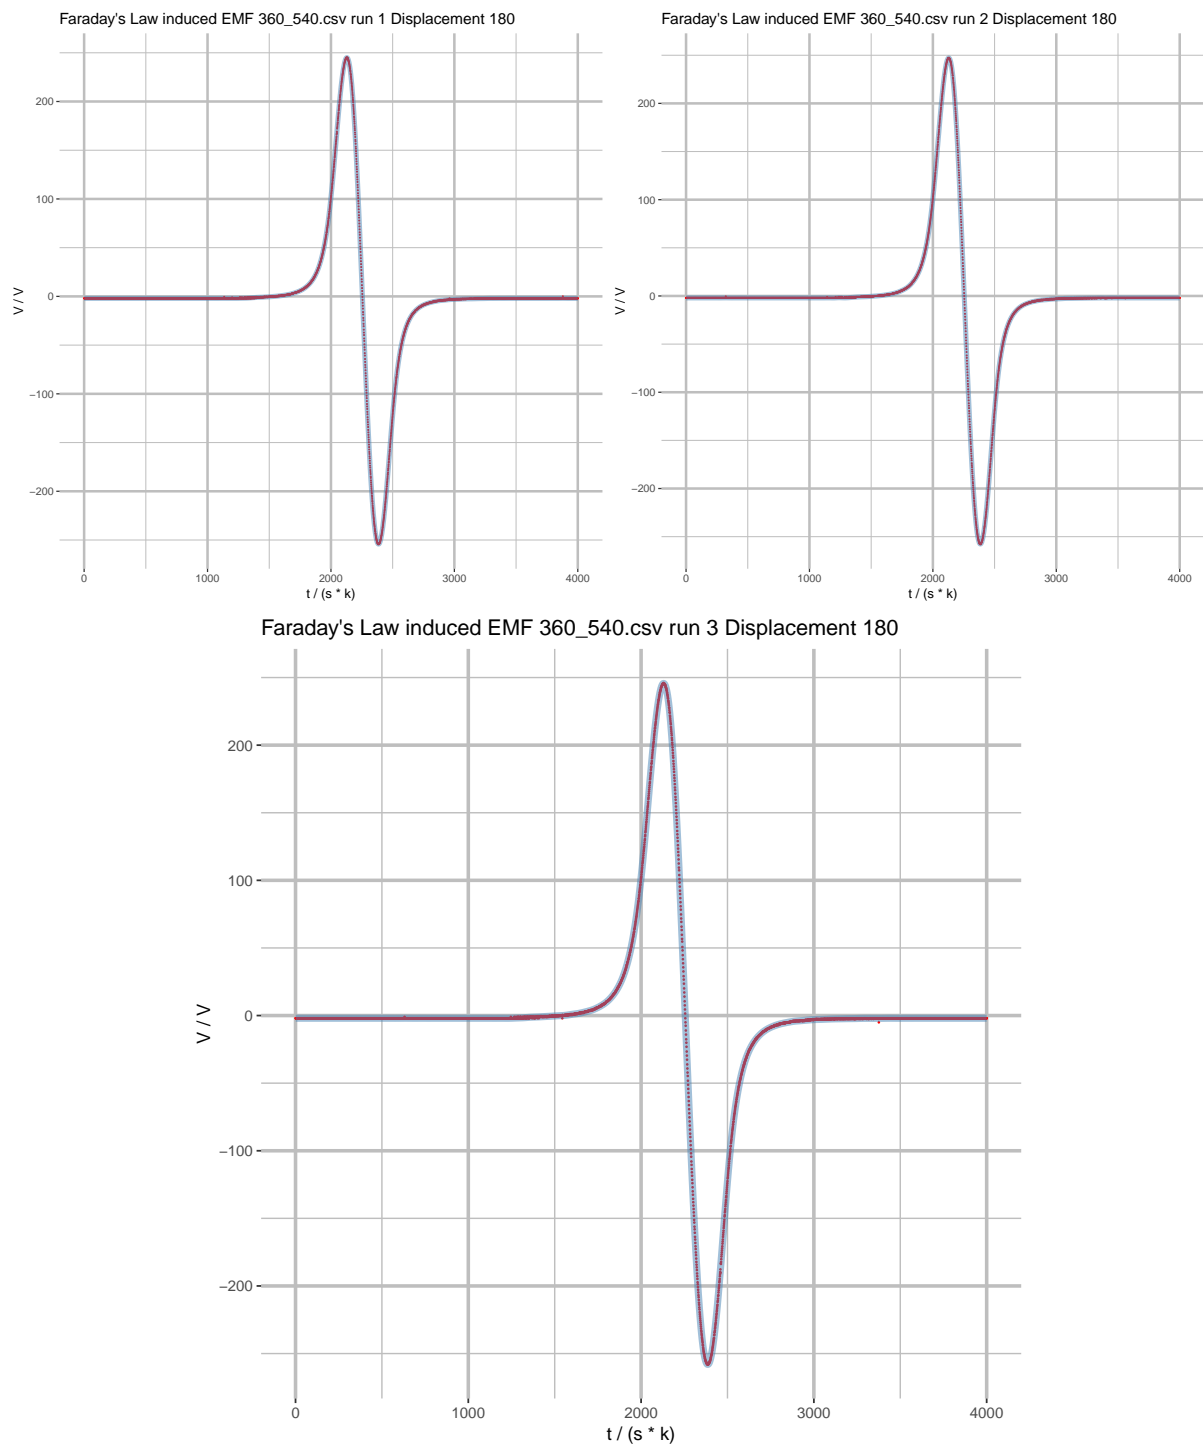 Faraday's Law induced EMF 360_540.csv run 1 Displacement 180
200
100
0
−100
−200
V / V
0 1000 2000 3000 4000
t / (s * k)
Faraday's Law induced EMF 360_540.csv run 2 Displacement 180
200
100
0
−100
−200
V / V
0 1000 2000 3000 4000
t / (s * k)
Faraday's Law induced EMF 360_540.csv run 3 Displacement 180
200
100
0
−100
−200
V / V
0 1000 2000 3000 4000
t / (s * k)